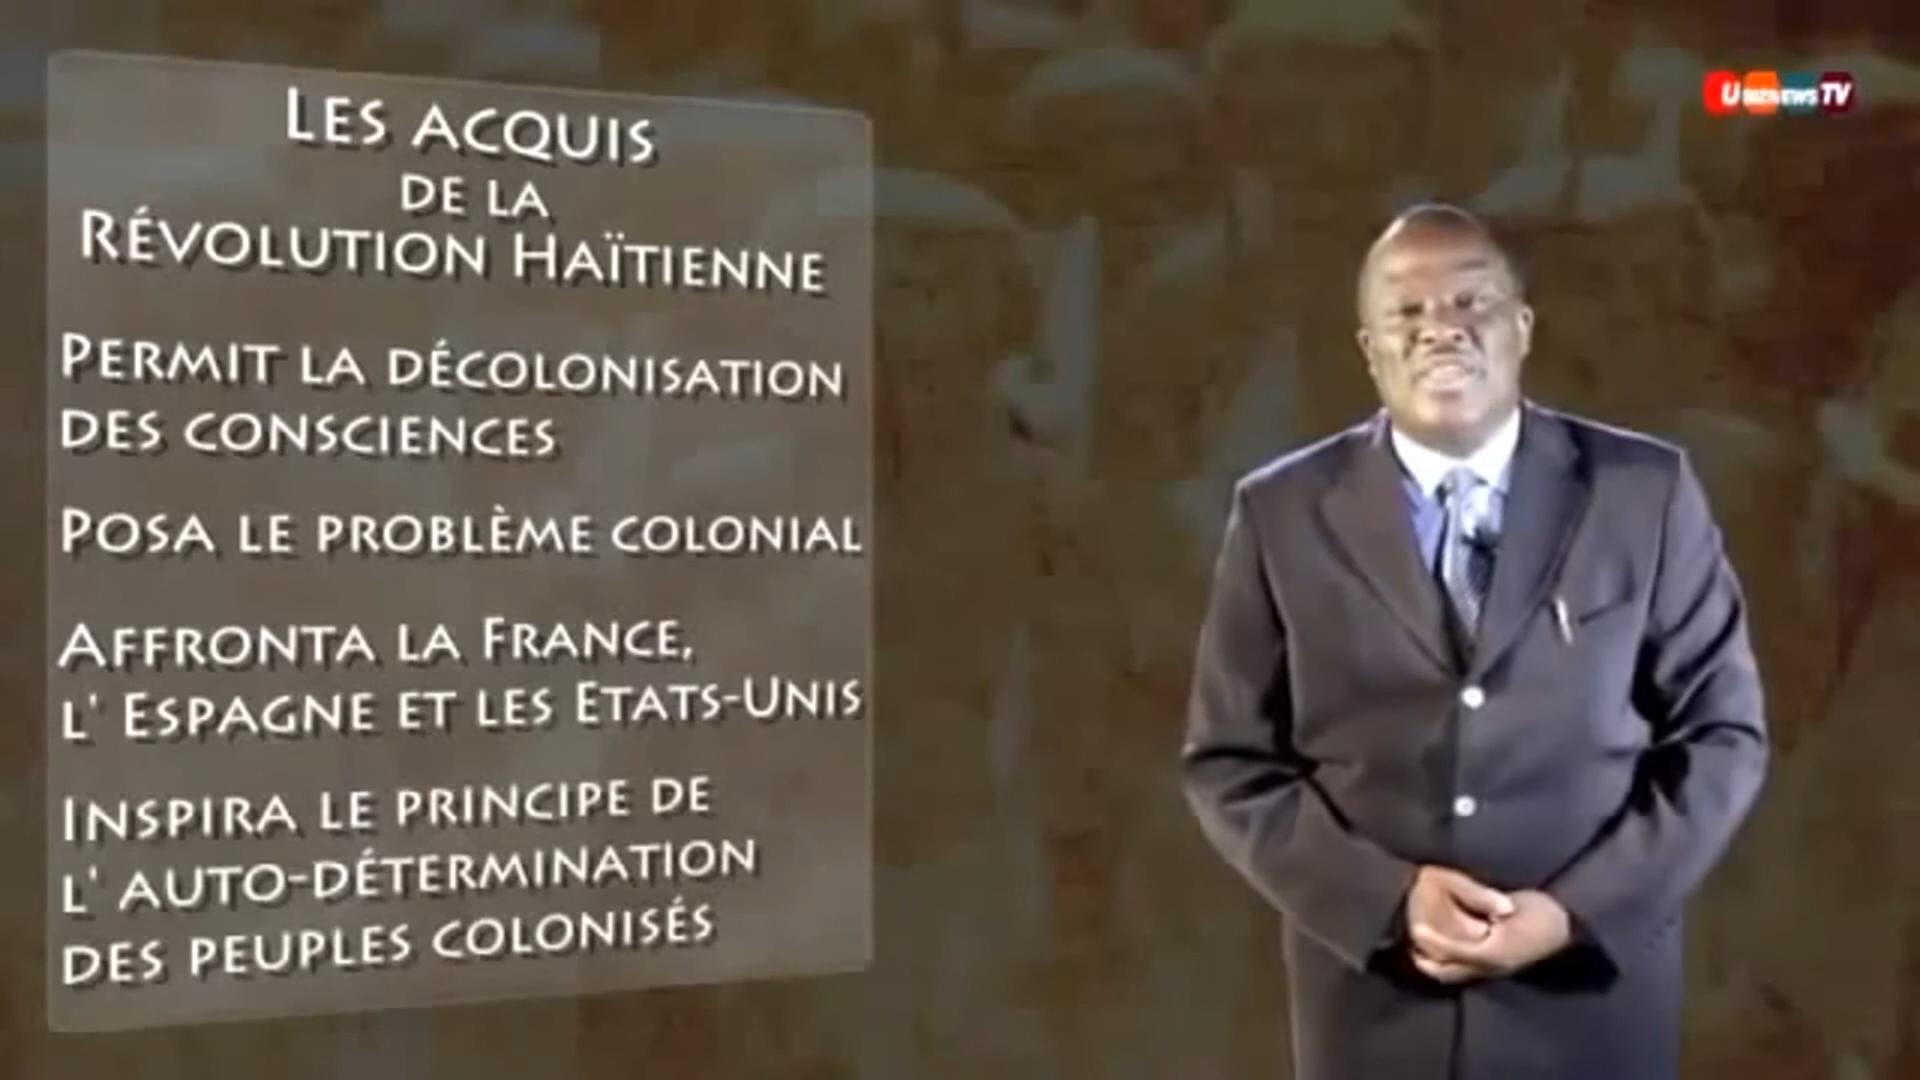 LES ACQUIS
DE LA
RÉVOLUTION HAÏTIENNE
PERMIT LA DÉCOLONISATION
DES CONSCIENCES
POSA LE PROBLÈME COLONIAL
AFFRONTA LA FRANCE,
L' ESPAGNE ET LES ETATS-UNIS
INSPIRA LE PRINCIPE DE
L' AUTO-DÉTERMINATION
DES PEUPLES COLONISÉS
TV